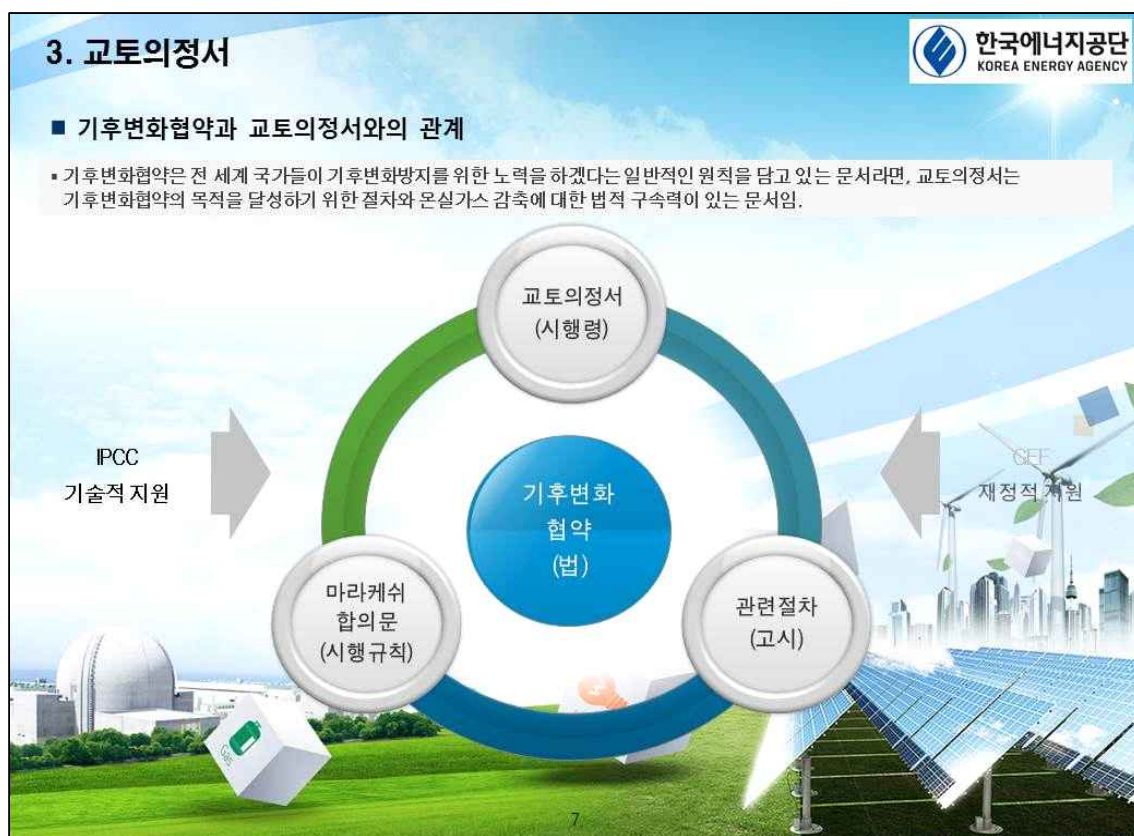 3. 교토의정서
한국에너지공단
KOREA ENERGY AGENCY
■ 기후변화협약과 교토의정서와의 관계
▪ 기후변화협약은 전 세계 국가들이 기후변화방지를 위한 노력을 하겠다는 일반적인 원칙을 담고 있는 문서라면, 교토의정서는
기후변화협약의 목적을 달성하기 위한 절차와 온실가스 감축에 대한 법적 구속력이 있는 문서임.
교토의정서
(시행령)
IPCC
기술적 지원
기후변화
협약
(법)
GEF
재정적 지원
마라케쉬
합의문
(시행규칙)
관련절차
(고시)
Gas
7